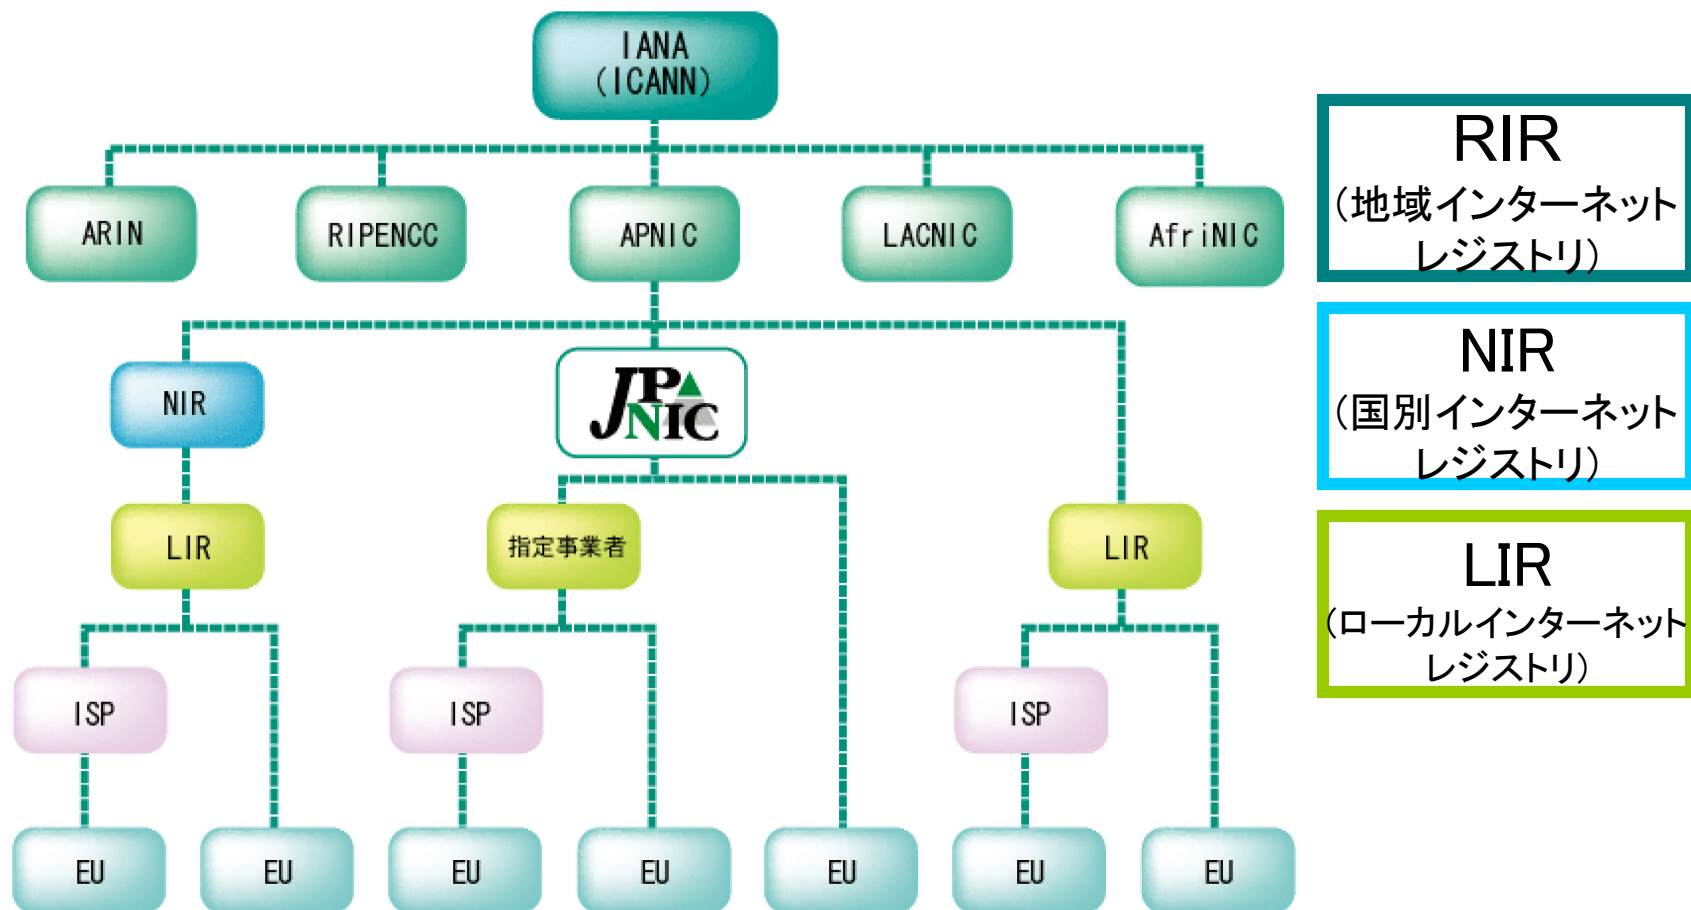 IANA
(ICANN)
ARIN
RIPENCC
APNIC
LACNIC
AfriNIC
NIR
JPNIC
LIR
指定事業者
LIR
ISP
ISP
ISP
EU
EU
EU
EU
EU
EU
EU
RIR
(地域インターネット
レジストリ)
NIR
(国別インターネット
レジストリ)
LIR
(ローカルインターネット
レジストリ)